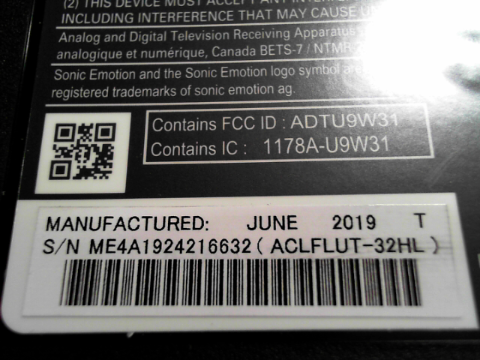 (2) THIS DEVICE MUST ACCEPT ANY
INCLUDING INTERFERENCE THAT MAY CAUSE
Analog and Digital Television Receiving Apparatus
analogique et numérique, Canada BETS-7 /
Sonic Emotion and the Sonic Emotion logo symbol are
registered trademarks of sonic emotion ag.
Contains FCC ID : ADTU9W31
Contains IC : 1178A-U9W31
MANUFACTURED: JUNE 2019 T
S/N ME4A1924216632 ( ACLFLUT-32HL )